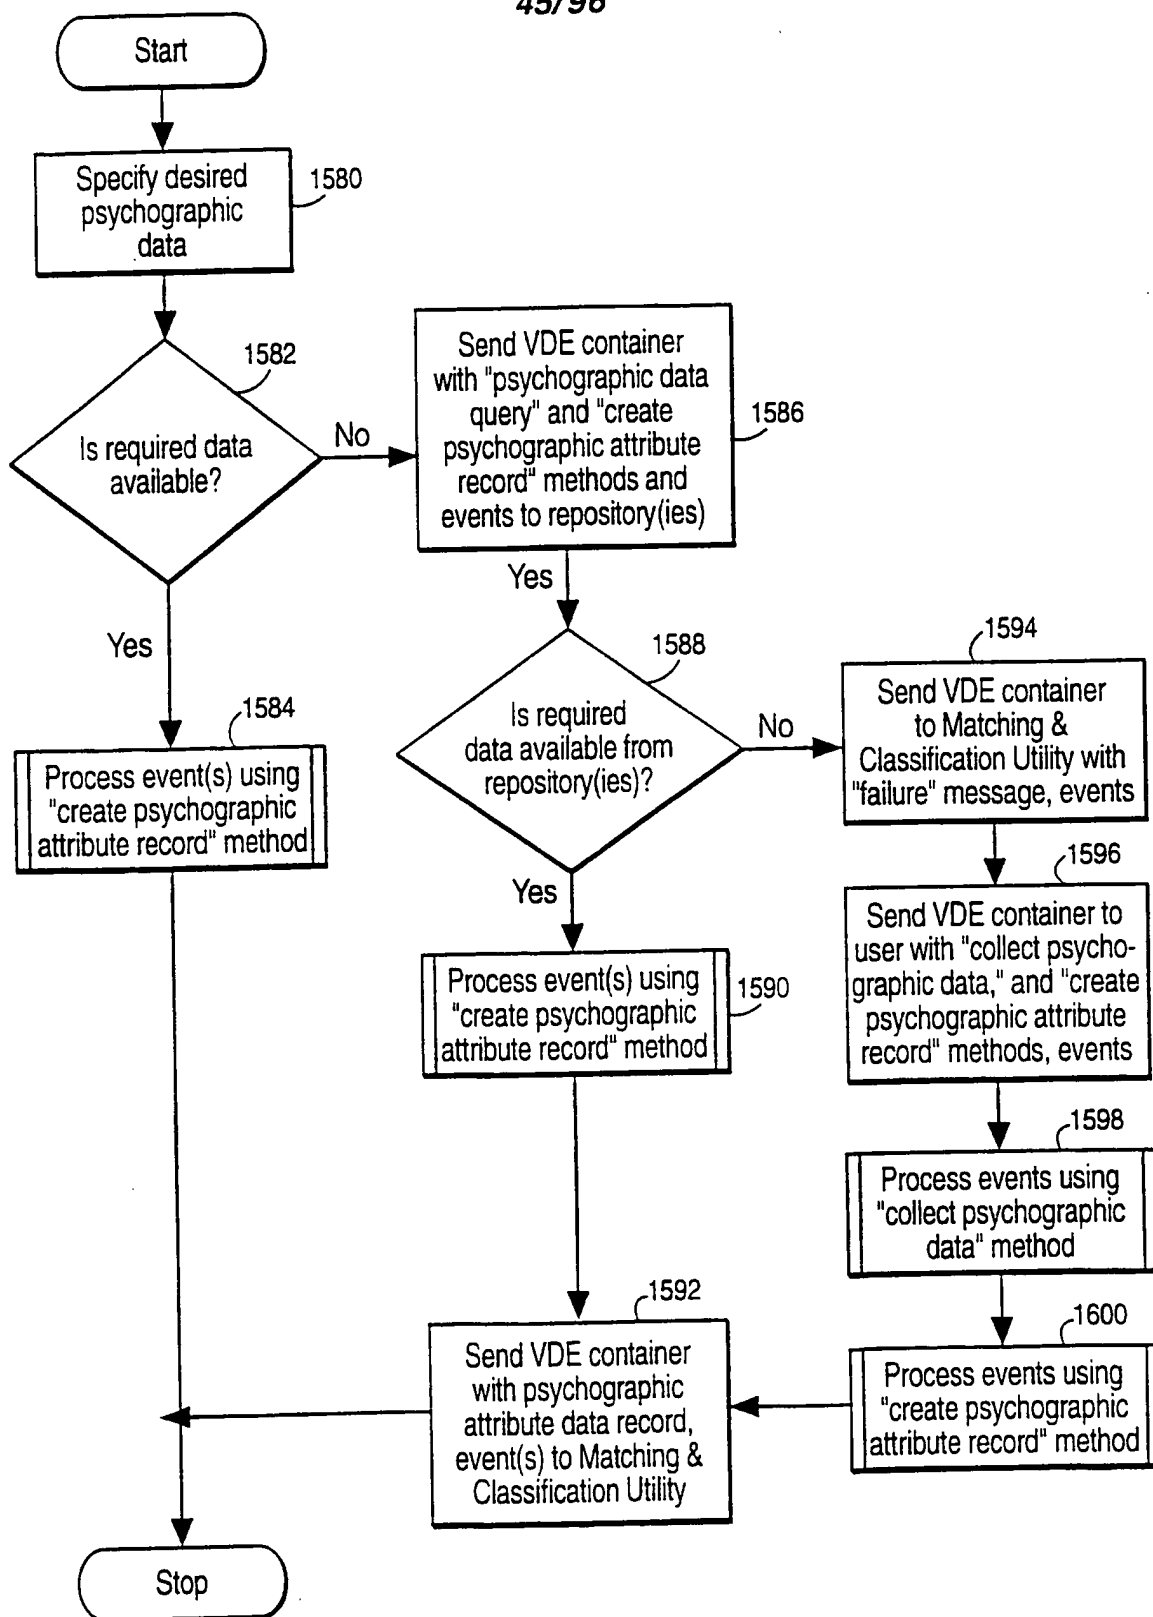 45/96
Start
Specify desired
psychographic
data
1580
1582
Is required data
available?
No
Yes
Send VDE container
with "psychographic data
query" and "create
psychographic attribute
record" methods and
events to repository(ies)
1586
Yes
1584
Process event(s) using
"create psychographic
attribute record" method
1588
Is required
data available from
repository(ies)?
No
Yes
1594
Send VDE container
to Matching &
Classification Utility with
"failure" message, events
1596
Send VDE container to
user with "collect psycho-
graphic data," and "create
psychographic attribute
record" methods, events
Process event(s) using
"create psychographic
attribute record" method
1590
1598
Process events using
"collect psychographic
data" method
1600
Process events using
"create psychographic
attribute record" method
1592
Send VDE container
with psychographic
attribute data record,
event(s) to Matching &
Classification Utility
Stop